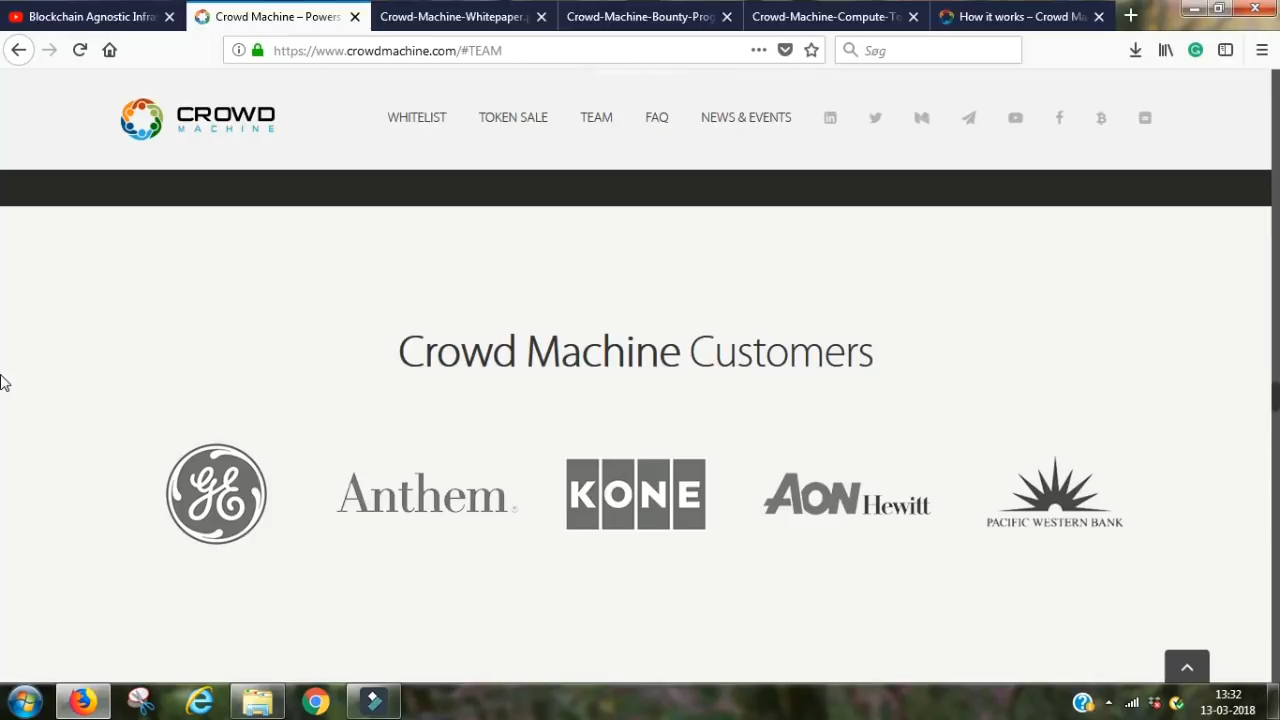 Blockchain Agnostic Infra
Crowd Machine – Powers
Crowd-Machine-Whitepaper.
Crowd-Machine-Bounty-Prog
Crowd-Machine-Compute-T
How it works – Crowd Ma
https://www.crowdmachine.com/#TEAM
Søg
CROWD
MACHINE
WHITELIST
TOKEN SALE
TEAM
FAQ
NEWS & EVENTS
Crowd Machine Customers
GE
Anthem
KONE
AON Hewitt
PACIFIC WESTERN BANK
13:32
13-03-2018